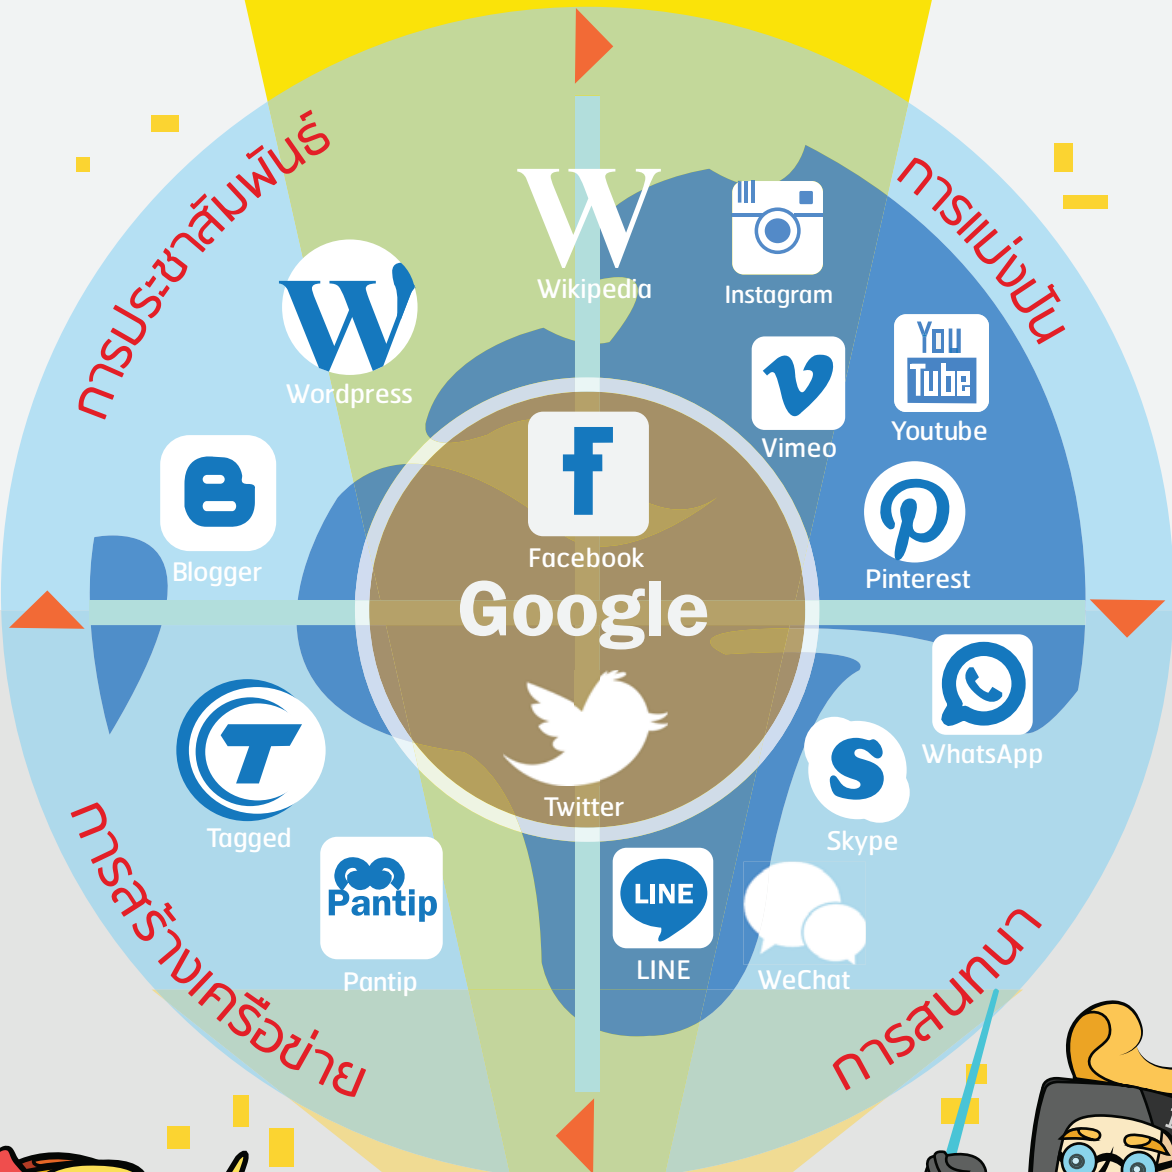 การประชาสัมพันธ์
การแบ่งปัน
W
Wikipedia
Instagram
W
Wordpress
You
Tube
Youtube
Vimeo
Blogger
Pinterest
f
Facebook
Google
Twitter
T
Tagged
WhatsApp
S
Skype
Pantip
Pantip
LINE
LINE
WeChat
การสร้างเครือข่าย
การสนทนา